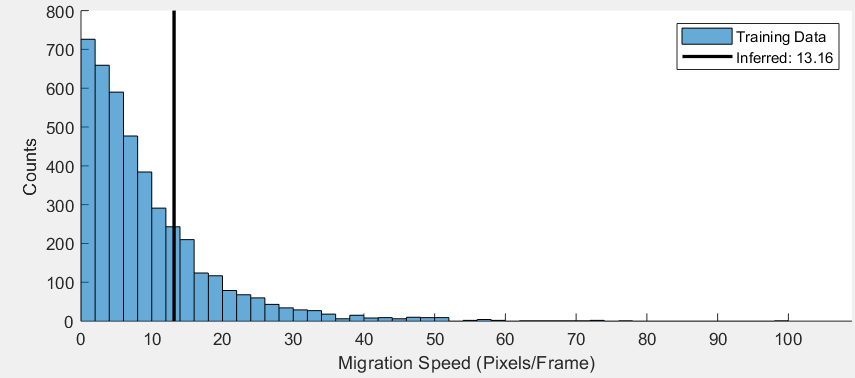 800
700
600
500
400
300
200
100
0
Counts
0 10 20 30 40 50 60 70 80 90 100
Migration Speed (Pixels/Frame)
Training Data
Inferred: 13.16